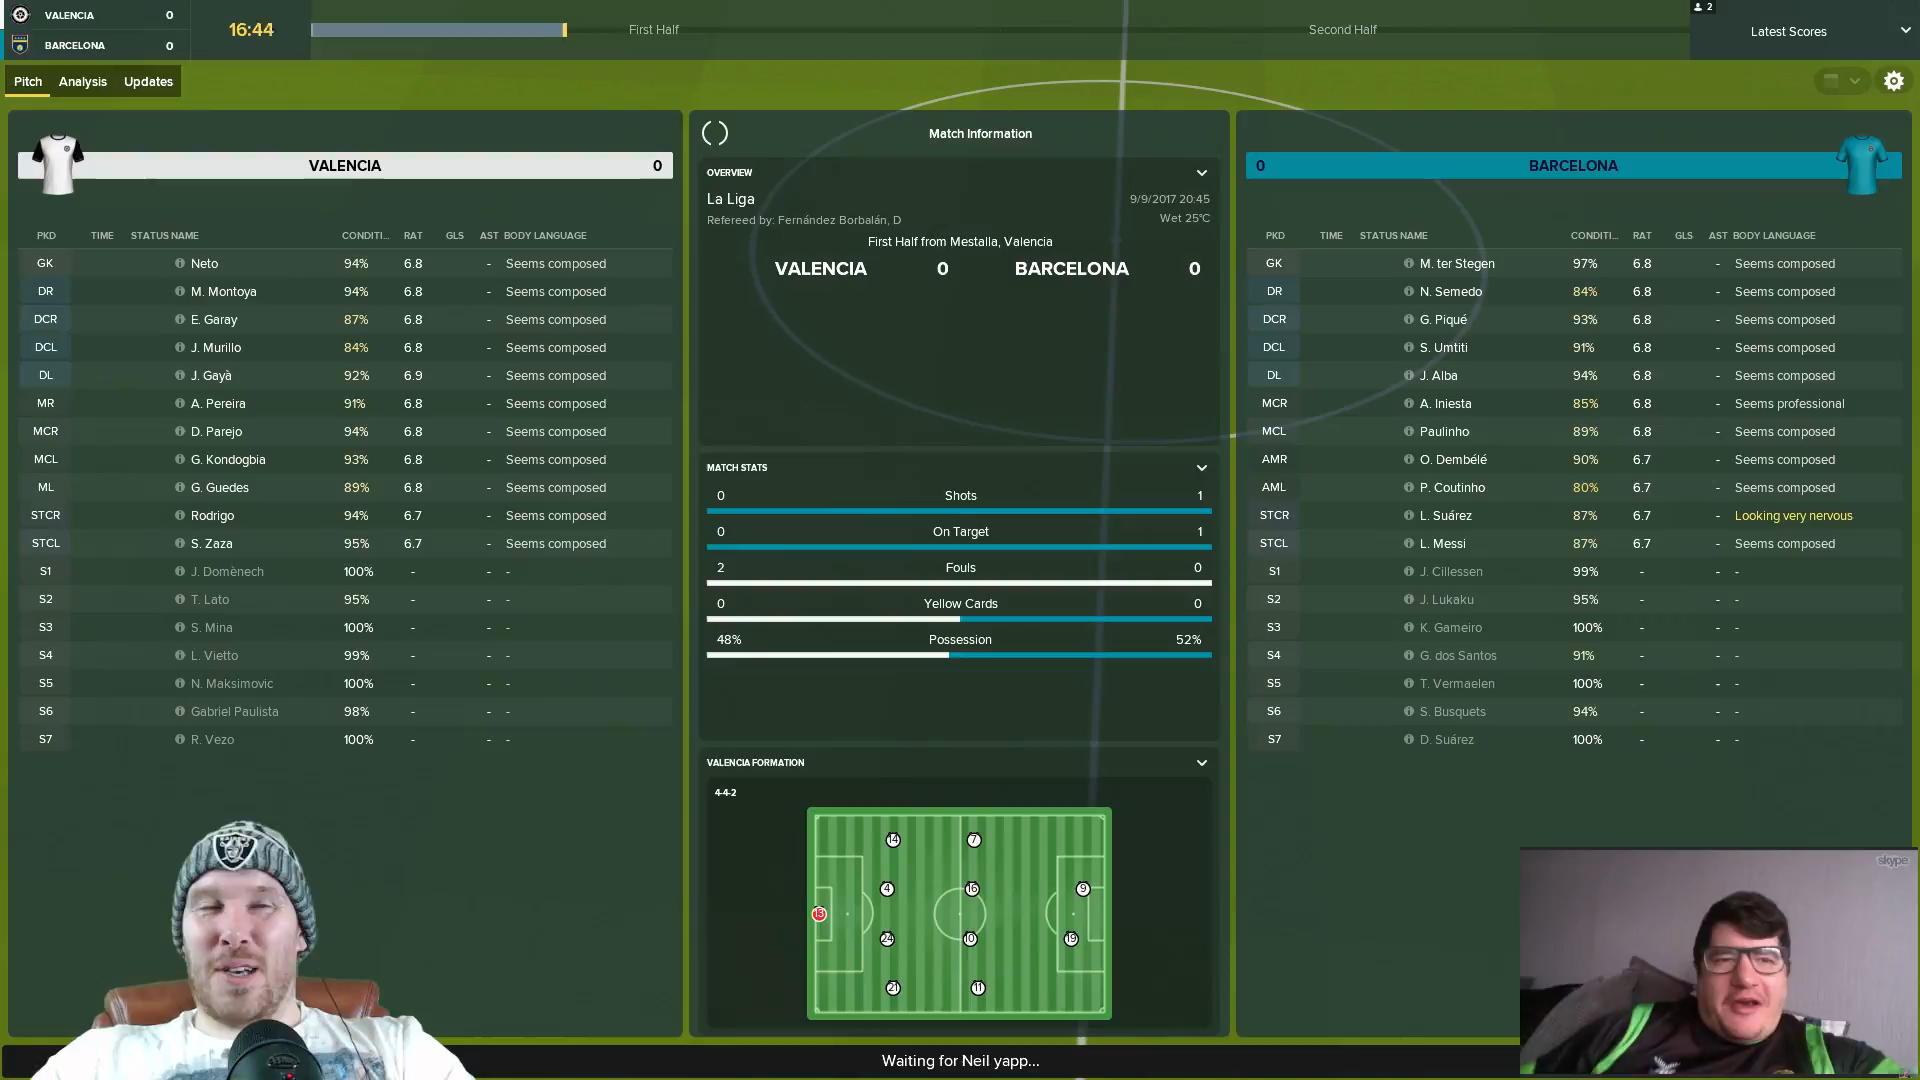 VALENCIA 0
BARCELONA 0
16:44
First Half
Second Half
2
Latest Scores
Pitch Analysis Updates
VALENCIA 0
PKD TIME STATUS NAME CONDITI... RAT GLS AST BODY LANGUAGE
GK Neto 94% 6.8 - Seems composed
DR M. Montoya 94% 6.8 - Seems composed
DCR E. Garay 87% 6.8 - Seems composed
DCL J. Murillo 84% 6.8 - Seems composed
DL J. Gayà 92% 6.9 - Seems composed
MR A. Pereira 91% 6.8 - Seems composed
MCR D. Parejo 94% 6.8 - Seems composed
MCL G. Kondogbia 93% 6.8 - Seems composed
ML G. Guedes 89% 6.8 - Seems composed
STCR Rodrigo 94% 6.7 - Seems composed
STCL S. Zaza 95% 6.7 - Seems composed
S1 J. Domènech 100% - - -
S2 T. Lato 95% - - -
S3 S. Mina 100% - - -
S4 L. Vietto 99% - - -
S5 N. Maksimovic 100% - - -
S6 Gabriel Paulista 98% - - -
S7 R. Vezo 100% - - -
Match Information
OVERVIEW
La Liga 9/9/2017 20:45
Refereed by: Fernández Borbalán, D Wet 25°C
First Half from Mestalla, Valencia
VALENCIA 0 BARCELONA 0
MATCH STATS
0 Shots 1
0 On Target 1
2 Fouls 0
0 Yellow Cards 0
48% Possession 52%
VALENCIA FORMATION
4-4-2
14 7
4 16 9
13
24 10 19
21 11
0 BARCELONA
PKD TIME STATUS NAME CONDITI... RAT GLS AST BODY LANGUAGE
GK M. ter Stegen 97% 6.8 - Seems composed
DR N. Semedo 84% 6.8 - Seems composed
DCR G. Piqué 93% 6.8 - Seems composed
DCL S. Umtiti 91% 6.8 - Seems composed
DL J. Alba 94% 6.8 - Seems composed
MCR A. Iniesta 85% 6.8 - Seems professional
MCL Paulinho 89% 6.8 - Seems composed
AMR O. Dembélé 90% 6.7 - Seems composed
AML P. Coutinho 80% 6.7 - Seems composed
STCR L. Suárez 87% 6.7 - Looking very nervous
STCL L. Messi 87% 6.7 - Seems composed
S1 J. Cillessen 99% - - -
S2 J. Lukaku 95% - - -
S3 K. Gameiro 100% - - -
S4 G. dos Santos 91% - - -
S5 T. Vermaelen 100% - - -
S6 S. Busquets 94% - - -
S7 D. Suárez 100% - - -
skype
Waiting for Neil yapp...